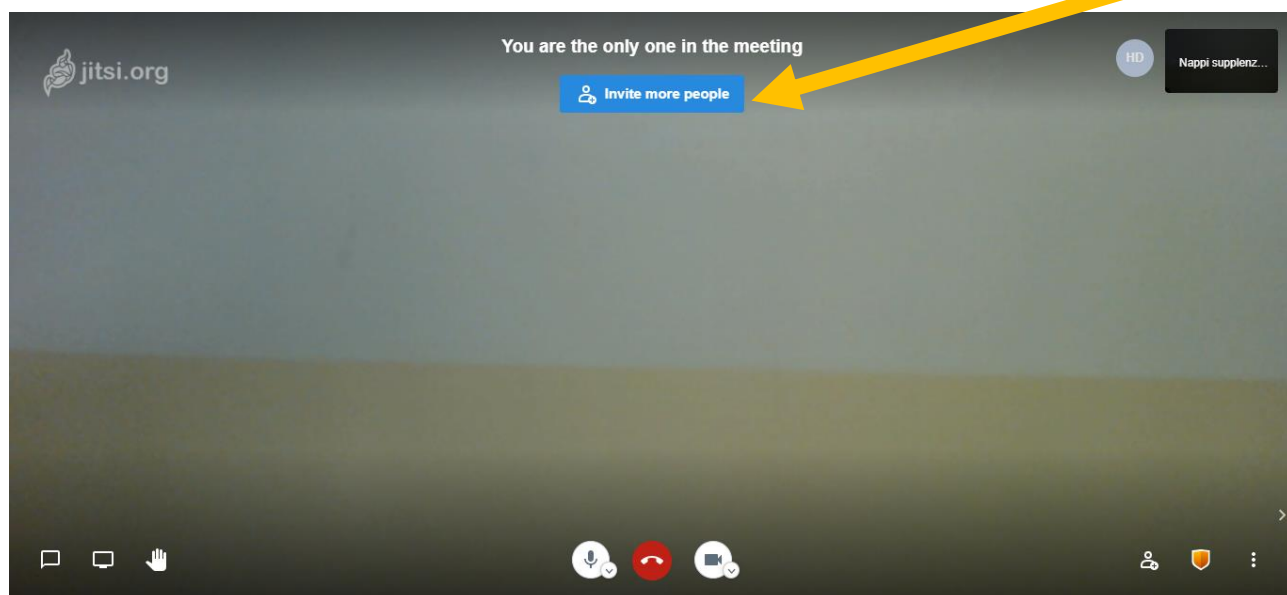 jitsi.org
You are the only one in the meeting
Invite more people
HD
Nappi supplenz...